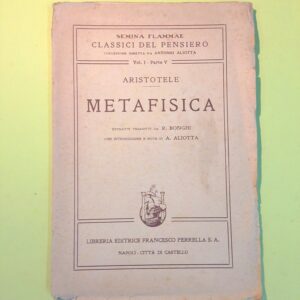 SEMINA FLAMMAE
CLASSICI DEL PENSIERO
COLLEZIONE DIRETTA DA ANTONIO ALIOTTA
Vol. I - Parte V
ARISTOTELE
METAFISICA
ESTRATTI TRADOTTI DA R. BONGHI
CON INTRODUZIONE E NOTE DI A. ALIOTTA
LIBRERIA EDITRICE FRANCESCO PERRELLA S. A.
NAPOLI - CITTÀ DI CASTELLO